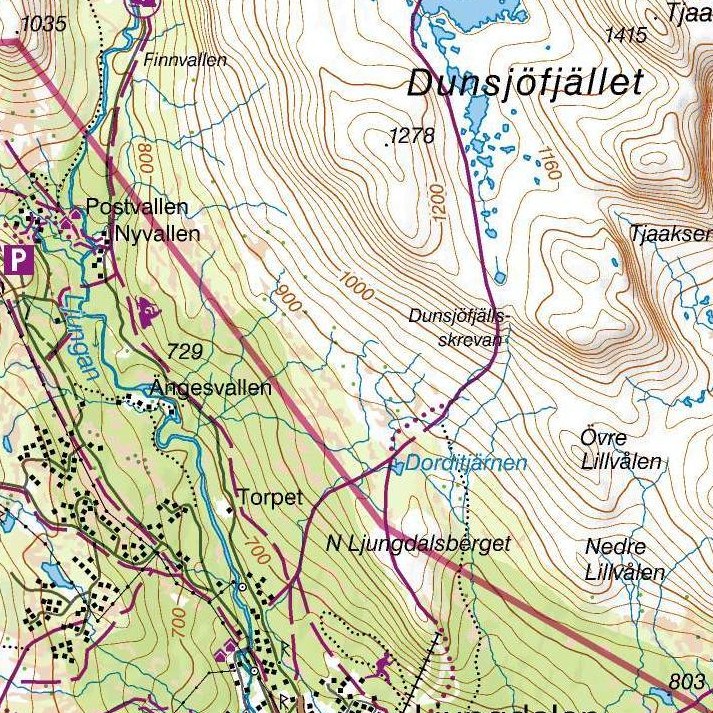 1035
Tjaa
1415
Finnvallen
Dunsjöfjället
1278
800
1160
1200
Postvallen
Nyvallen
Tjaakser
P
1000
900
Ljungan
Dunsjöfjälls-
skrevan
729
Ängesvallen
Övre
Lillvålen
Dorditjärnen
Torpet
N Ljungdalsberget
700
Nedre
Lillvålen
700
803
Ljungdalen